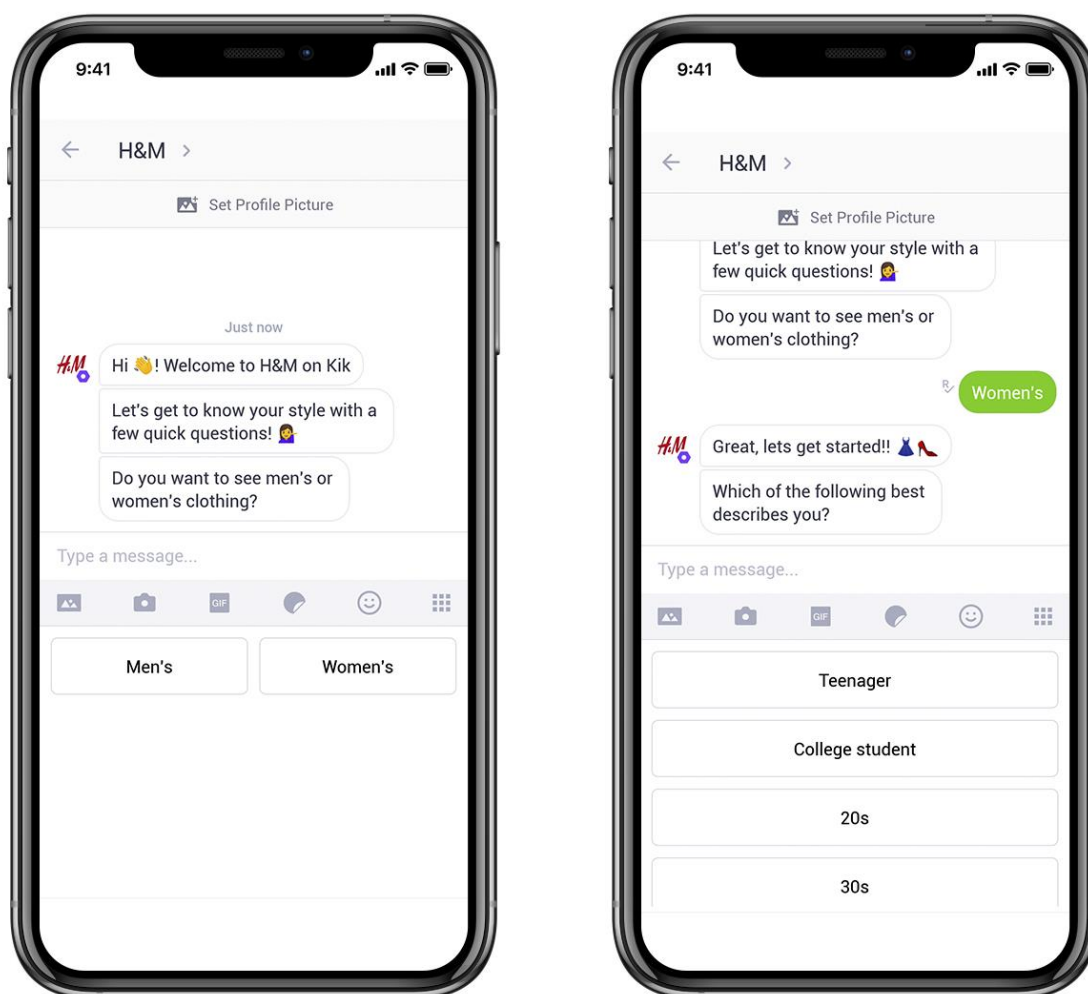 9:41
H&M >
Set Profile Picture
Just now
H&M
Hi 👋! Welcome to H&M on Kik
Let's get to know your style with a
few quick questions! 💁‍♀️
Do you want to see men's or
women's clothing?
Type a message...
GIF
Men's
Women's
9:41
H&M >
Set Profile Picture
Let's get to know your style with a
few quick questions! 💁‍♀️
Do you want to see men's or
women's clothing?
R
Women's
H&M
Great, lets get started!! 👗👠
Which of the following best
describes you?
Type a message...
GIF
Teenager
College student
20s
30s